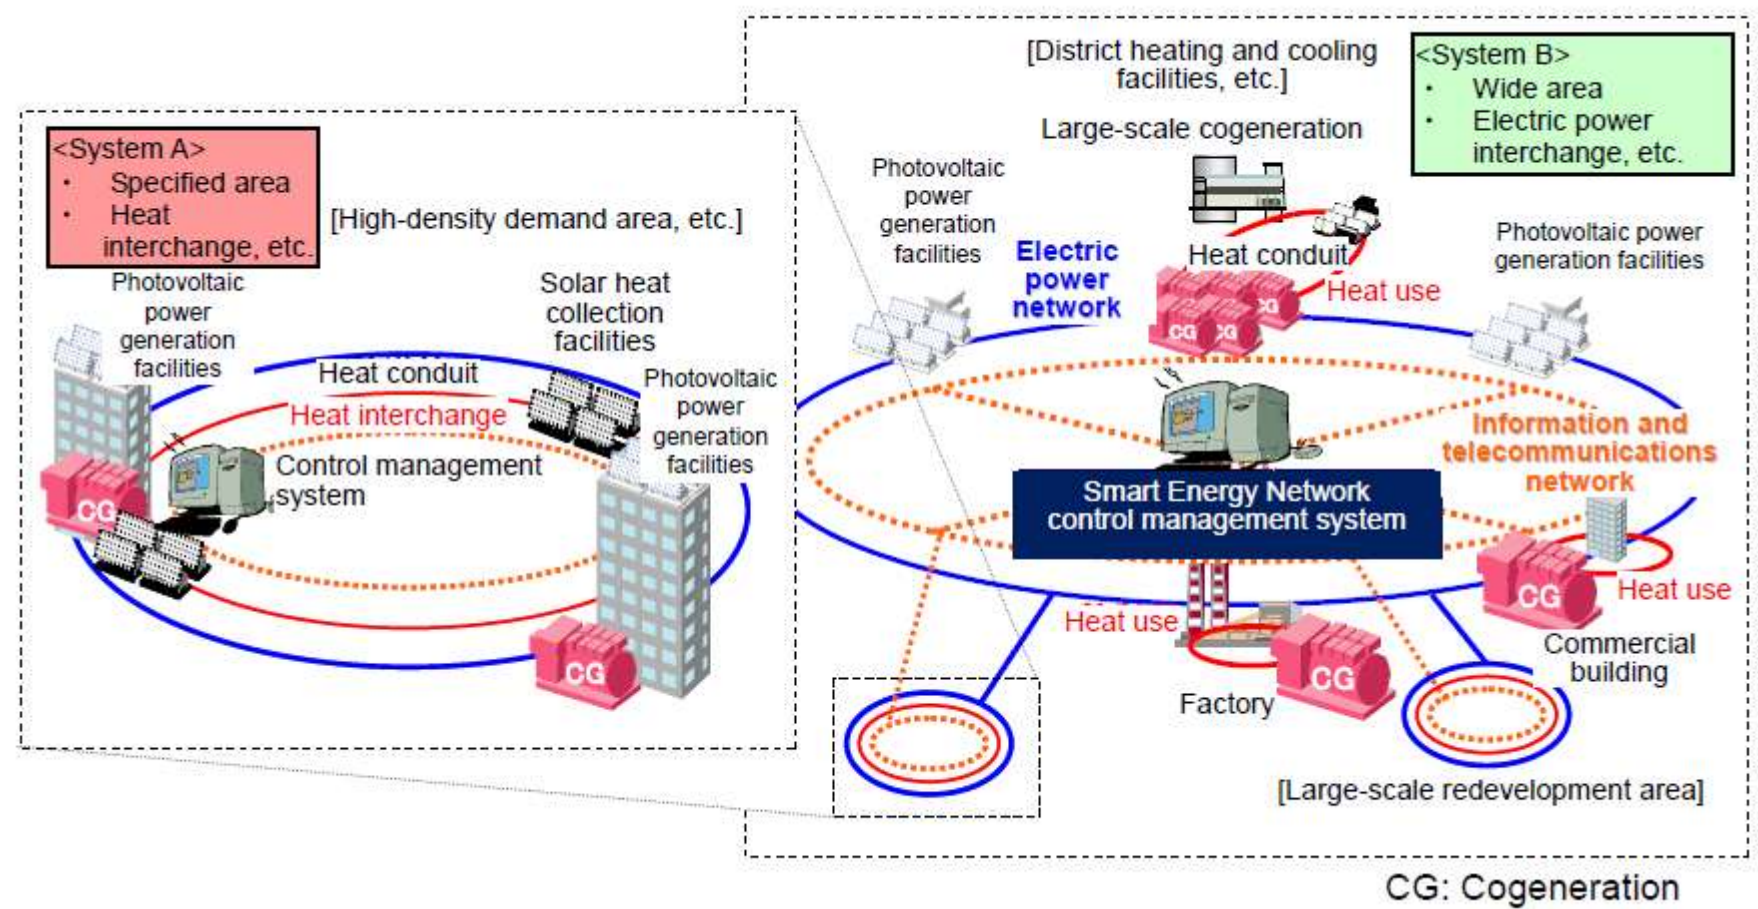 <System A>
・ Specified area
・ Heat
interchange, etc.
[High-density demand area, etc.]
Photovoltaic
power
generation
facilities
Solar heat
collection
facilities
Heat conduit
Heat interchange
Photovoltaic
power
generation
facilities
Control management
system
CG
CG
[District heating and cooling
facilities, etc.]
<System B>
・ Wide area
・ Electric power
interchange, etc.
Large-scale cogeneration
Photovoltaic
power
generation
facilities
Electric
power
network
Heat conduit
Heat use
CG
CG
CG
Photovoltaic power
generation facilities
Information and
telecommunications
network
Smart Energy Network
control management system
Heat use
CG
Factory
CG
Heat use
Commercial
building
[Large-scale redevelopment area]
CG: Cogeneration